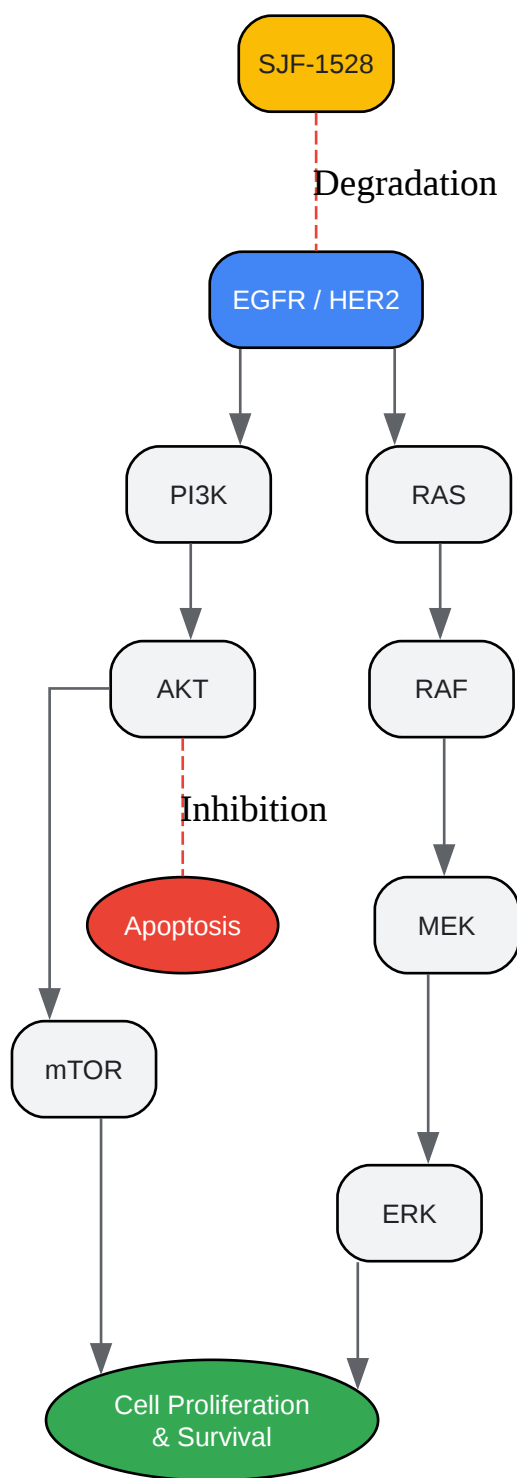 SJF-1528
Degradation
EGFR / HER2
PI3K
RAS
AKT
RAF
Inhibition
Apoptosis
MEK
mTOR
ERK
Cell Proliferation
& Survival